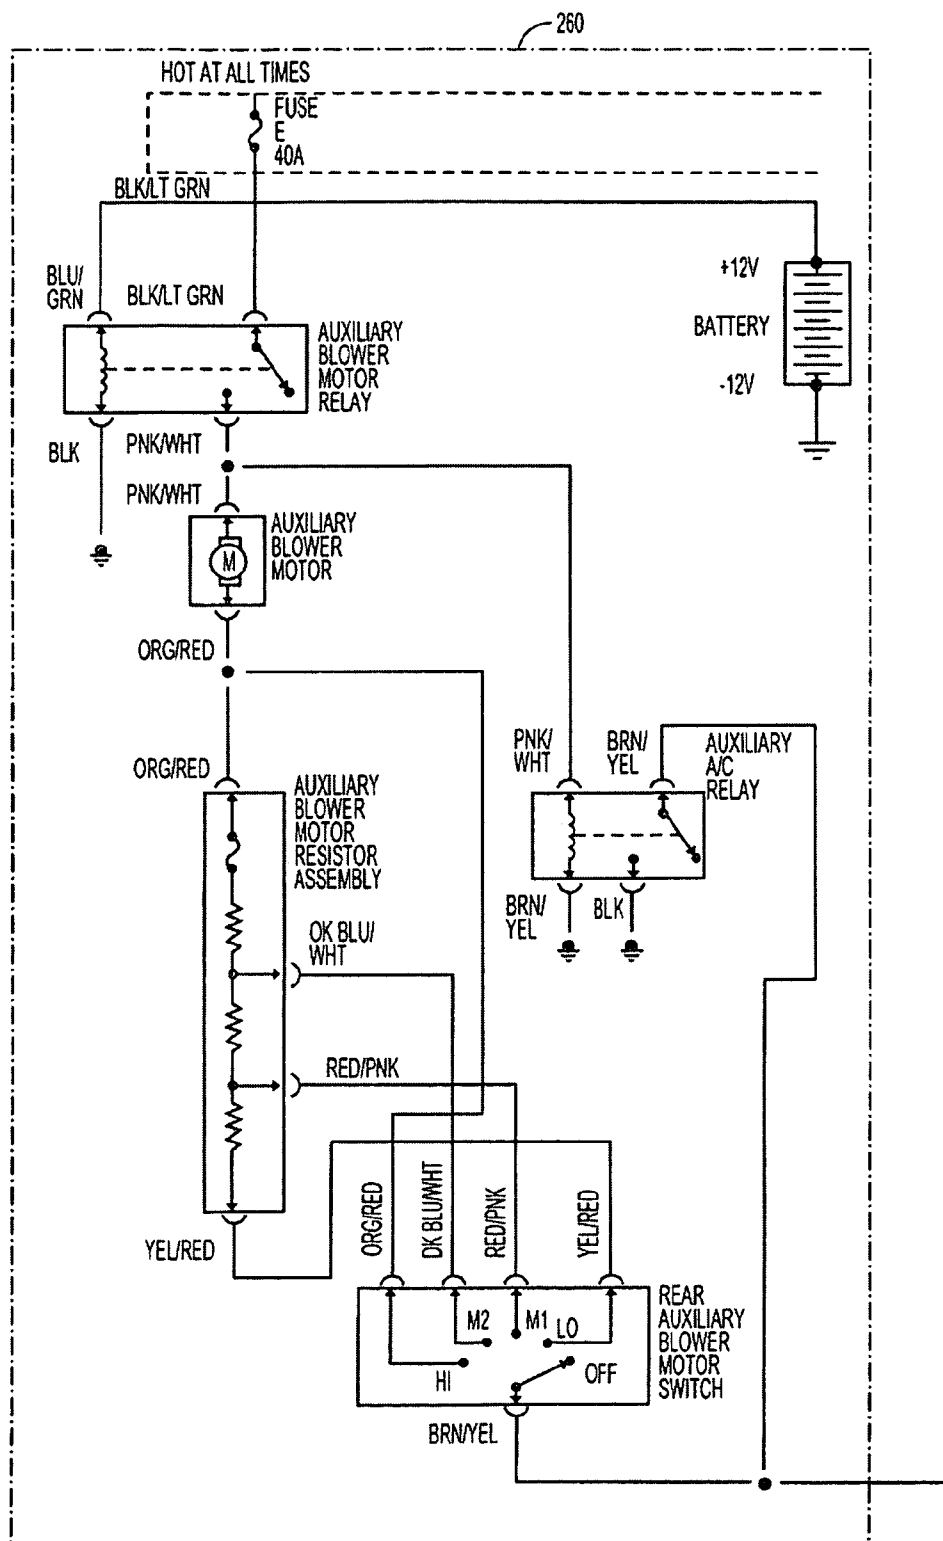 260
HOT AT ALL TIMES
FUSE
E
40A
BLK/LT GRN
BLU/
GRN
BLK/LT GRN
+12V
BATTERY
-12V
AUXILIARY
BLOWER
MOTOR
RELAY
BLK
PNK/WHT
PNK/WHT
AUXILIARY
BLOWER
MOTOR
M
ORG/RED
ORG/RED
PNK/
WHT
BRN/
YEL
AUXILIARY
A/C
RELAY
AUXILIARY
BLOWER
MOTOR
RESISTOR
ASSEMBLY
BRN/
YEL
BLK
OK BLU/
WHT
RED/PNK
YEL/RED
ORG/RED
DK BLU/WHT
RED/PNK
YEL/RED
M2
M1
LO
HI
OFF
REAR
AUXILIARY
BLOWER
MOTOR
SWITCH
BRN/YEL